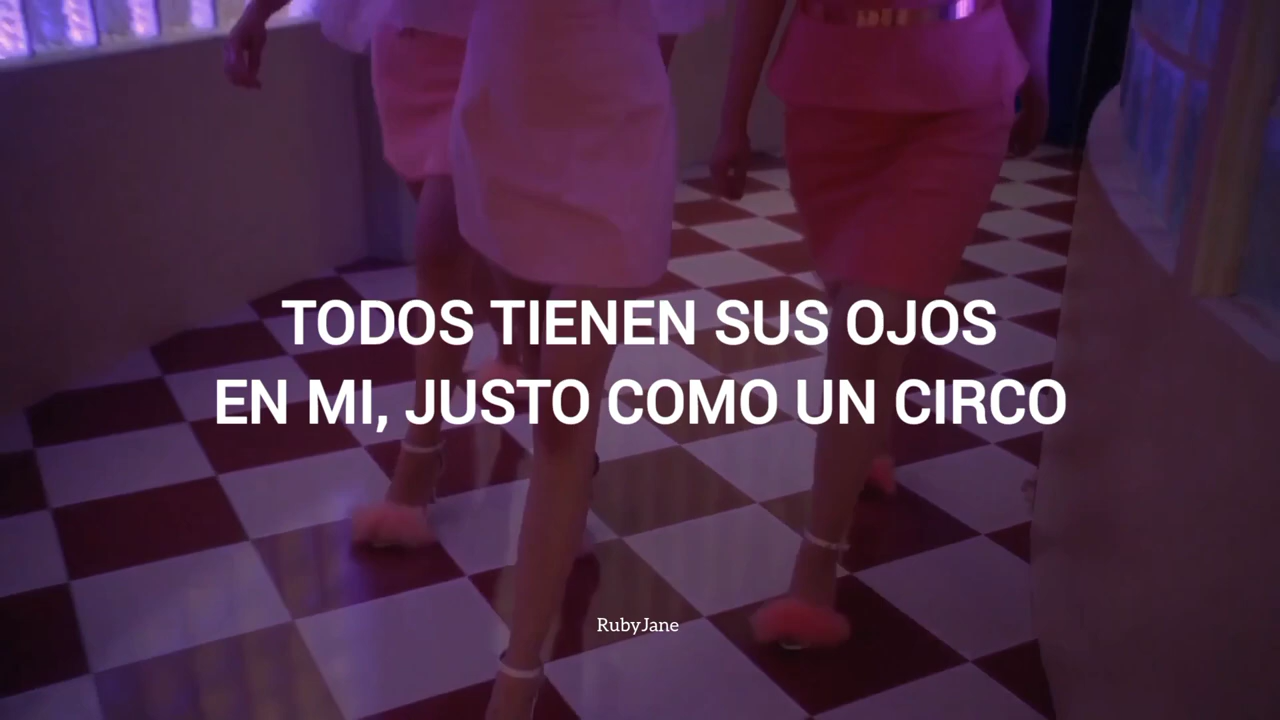 TODOS TIENEN SUS OJOS
EN MI, JUSTO COMO UN CIRCO
RubyJane